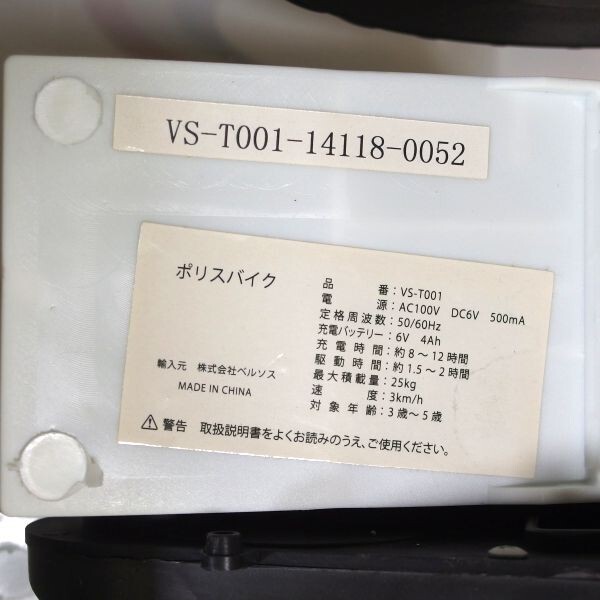 VS-T001-14118-0052
ポリスバイク
輸入元 株式会社ベルソス
MADE IN CHINA
品番：VS-T001
電源：AC100V DC6V 500mA
定格周波数：50/60Hz
充電バッテリー：6V 4Ah
充電時間：約8～12時間
駆動時間：約1.5～2時間
最大積載量：25kg
速度：3km/h
対象年齢：3歳～5歳
⚠警告 取扱説明書をよくお読みのうえ、ご使用ください。